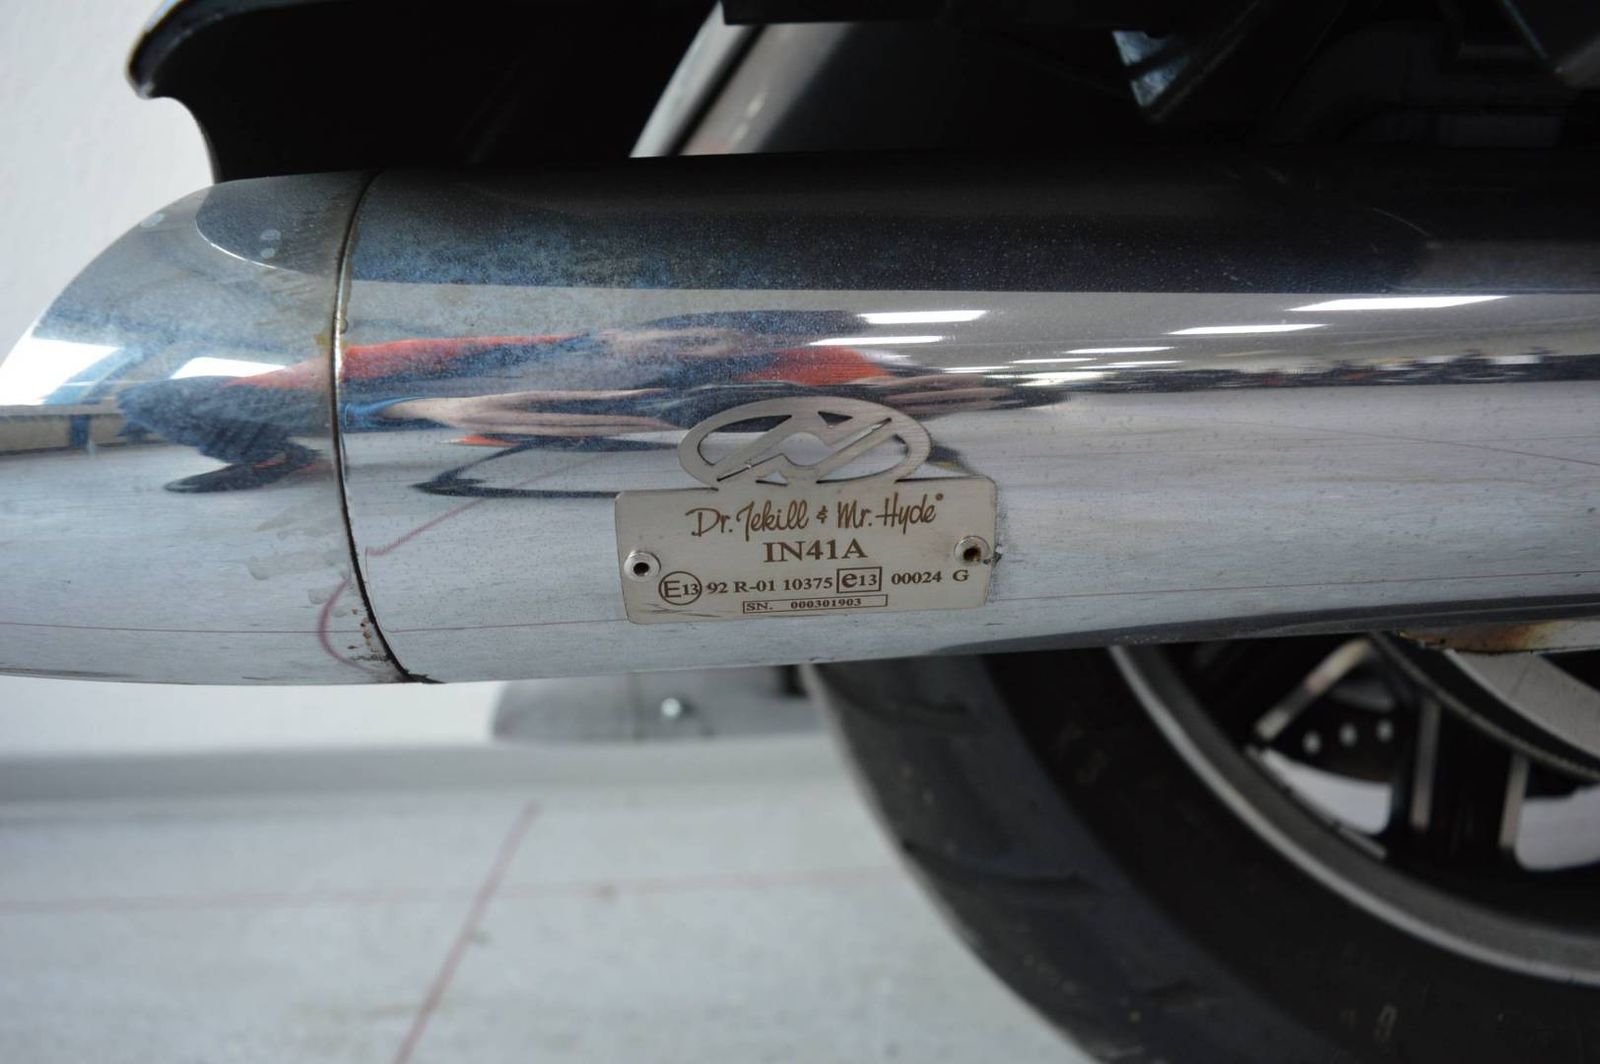 Dr. Jekill & Mr. Hyde®
IN41A
E13 92 R-01 10375 e13 00024 G
SN. 000301903